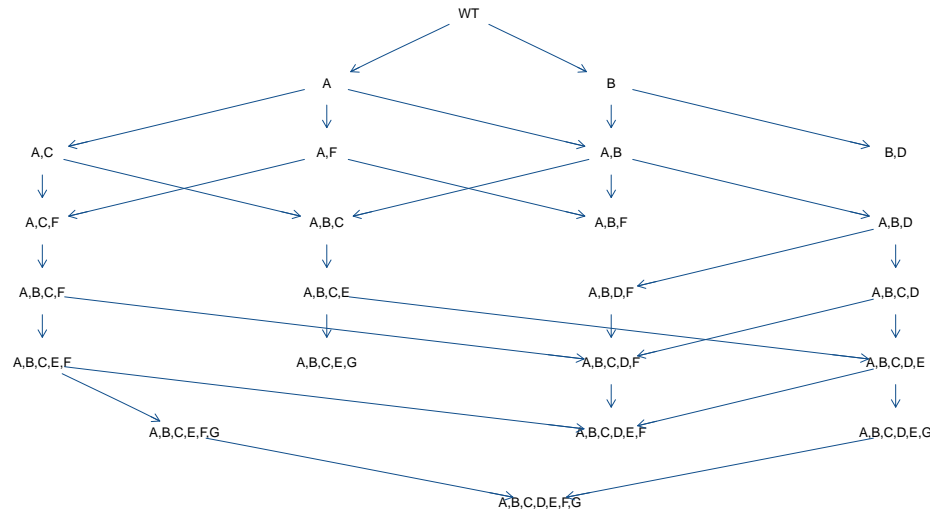 WT
A
B
A,C
A,F
A,B
B,D
A,C,F
A,B,C
A,B,F
A,B,D
A,B,C,F
A,B,C,E
A,B,D,F
A,B,C,D
A,B,C,E,F
A,B,C,E,G
A,B,C,D,F
A,B,C,D,E
A,B,C,E,F,G
A,B,C,D,E,F
A,B,C,D,E,G
A,B,C,D,E,F,G